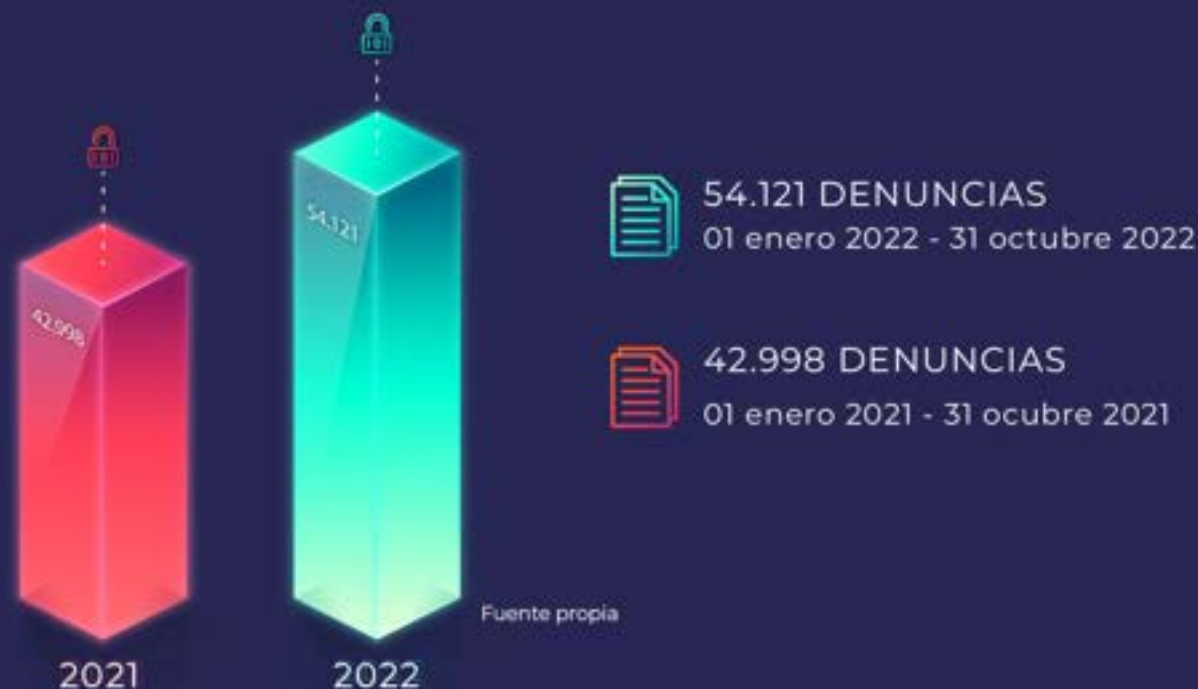 42.998
54.121
54.121 DENUNCIAS
01 enero 2022 - 31 octubre 2022
42.998 DENUNCIAS
01 enero 2021 - 31 ocubre 2021
Fuente propia
2021
2022